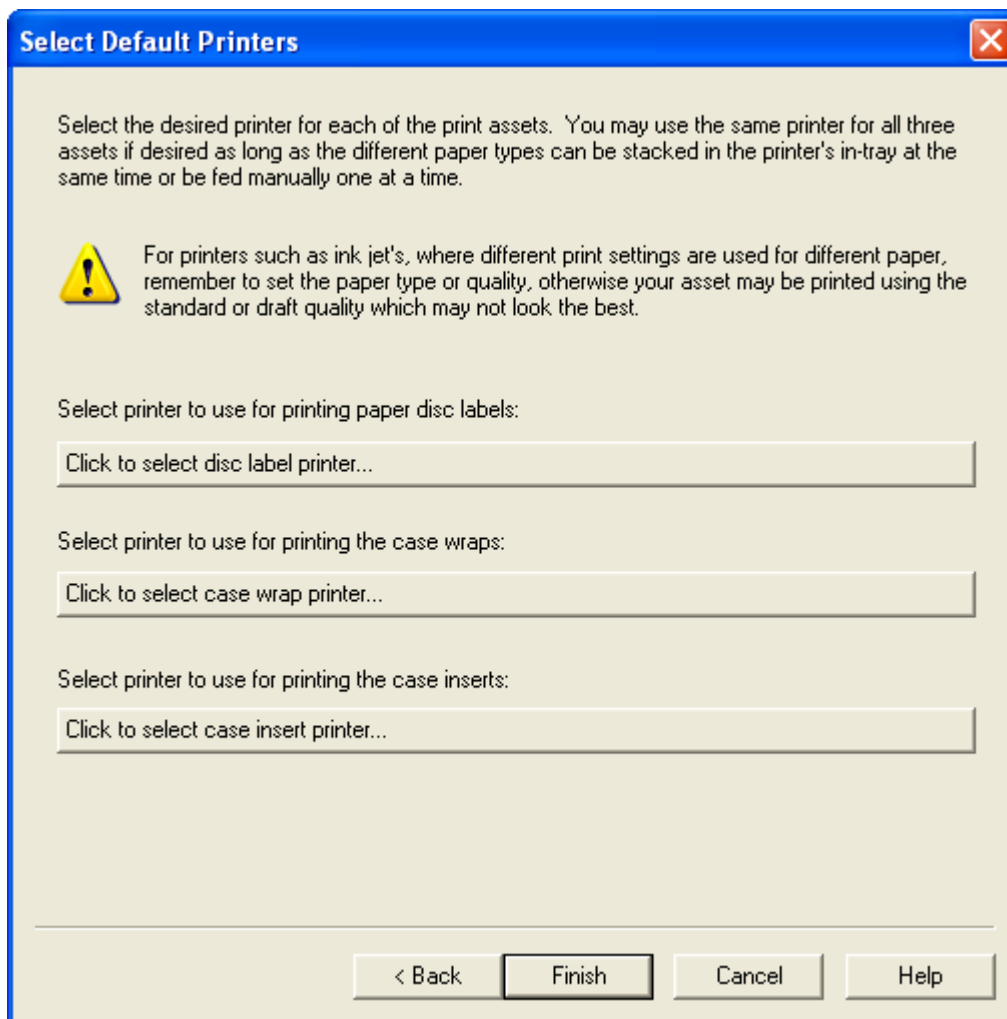 Select Default Printers
Select the desired printer for each of the print assets.  You may use the same printer for all three
assets if desired as long as the different paper types can be stacked in the printer's in-tray at the
same time or be fed manually one at a time.
For printers such as ink jet's, where different print settings are used for different paper,
remember to set the paper type or quality, otherwise your asset may be printed using the
standard or draft quality which may not look the best.
Select printer to use for printing paper disc labels:
Click to select disc label printer...
Select printer to use for printing the case wraps:
Click to select case wrap printer...
Select printer to use for printing the case inserts:
Click to select case insert printer...
< Back Finish Cancel Help